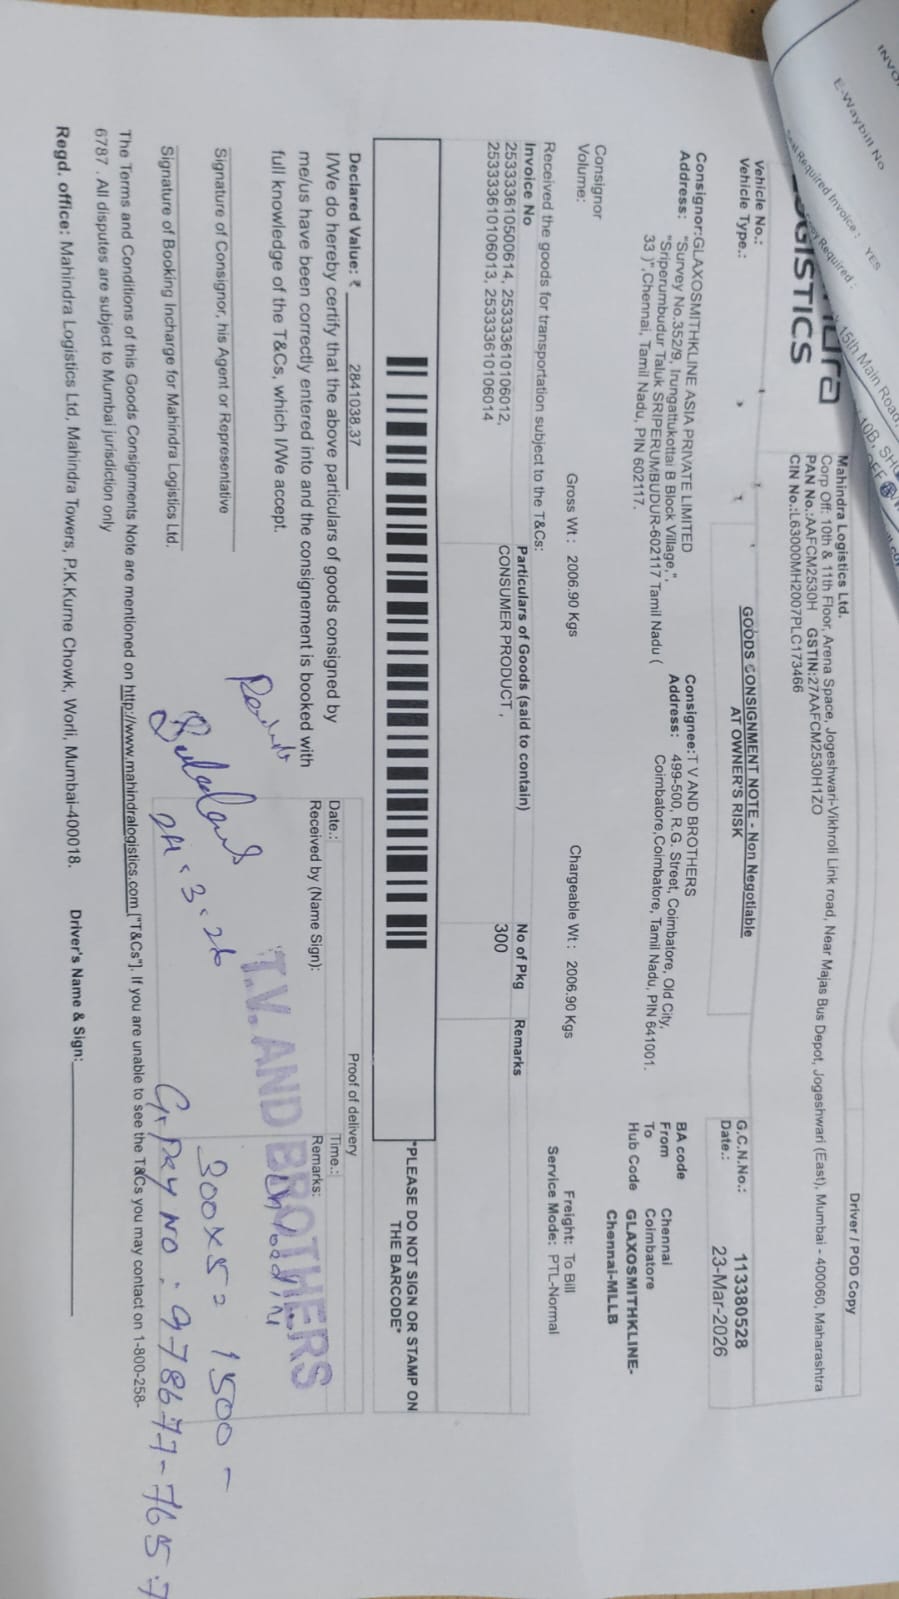 INVO
E-Waybill No
Required Invoice : YES
Required :
15th Main Road,
10B, SH
Driver / POD Copy
GISTICS
Mahindra Logistics Ltd.
Corp Off: 10th & 11th Floor, Arena Space, Jogeshwari-Vikhroli Link road, Near Majas Bus Depot, Jogeshwari (East), Mumbai - 400060, Maharashtra
PAN No.:AAFCM2530H GSTIN:27AAFCM2530H1ZO
CIN No.:L63000MH2007PLC173466
Vehicle No.:
Vehicle Type.:
GOODS CONSIGNMENT NOTE - Non Negotiable
AT OWNER'S RISK
G.C.N.No.: 113380528
Date.: 23-Mar-2026
Consignor:GLAXOSMITHKLINE ASIA PRIVATE LIMITED
Address: "Survey No.352/9, Irungattukottai B Block Village,",
"Sriperumbudur Taluk SRIPERUMBUDUR-602117 Tamil Nadu (
33 )",Chennai, Tamil Nadu, PIN 602117.
Consignee:T V AND BROTHERS
Address: 499-500, R.G. Street, Coimbatore, Old City,
Coimbatore,Coimbatore, Tamil Nadu, PIN 641001.
BA code
From Chennai
To Coimbatore
Hub Code GLAXOSMITHKLINE-
Chennai-MLLB
Consignor
Volume:
Gross Wt : 2006.90 Kgs
Chargeable Wt : 2006.90 Kgs
Freight: To Bill
Service Mode: PTL-Normal
Received the goods for transportation subject to the T&Cs:
Invoice No
Particulars of Goods (said to contain)
No of Pkg
Remarks
253333610500614, 253333610106012,
253333610106013, 253333610106014
CONSUMER PRODUCT ,
300
*PLEASE DO NOT SIGN OR STAMP ON
THE BARCODE*
Declared Value: ₹ 2841038.37
I/We do hereby certify that the above particulars of goods consigned by
me/us have been correctly entered into and the consignement is booked with
full knowledge of the T&Cs, which I/We accept.
Proof of delivery
Date.:
Time.:
Received by (Name Sign):
Remarks:
T.V. AND BROTHERS
300 x 5 = 1500 -
24.3.26
G. Pay No : 978677-7657
Signature of Consignor, his Agent or Representative
Signature of Booking Incharge for Mahindra Logistics Ltd.
The Terms and Conditions of this Goods Consignments Note are mentioned on http://www.mahindralogistics.com ["T&Cs"]. If you are unable to see the T&Cs you may contact on 1-800-258-
6787 . All disputes are subject to Mumbai jurisdiction only
Regd. office: Mahindra Logistics Ltd, Mahindra Towers, P.K.Kurne Chowk, Worli, Mumbai-400018.
Driver's Name & Sign: